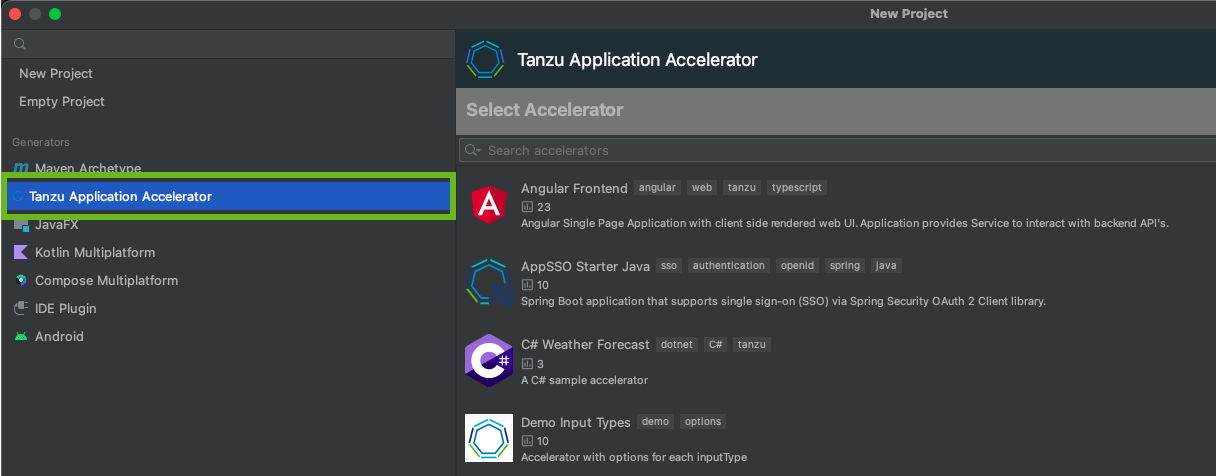 New Project
New Project
Empty Project
Generators
Maven Archetype
Tanzu Application Accelerator
JavaFX
Kotlin Multiplatform
Compose Multiplatform
IDE Plugin
Android
Tanzu Application Accelerator
Select Accelerator
Search accelerators
Angular Frontend angular web tanzu typescript
23
Angular Single Page Application with client side rendered web UI. Application provides Service to interact with backend API's.
AppSSO Starter Java sso authentication openid spring java
10
Spring Boot application that supports single sign-on (SSO) via Spring Security OAuth 2 Client library.
C# Weather Forecast dotnet C# tanzu
3
A C# sample accelerator
Demo Input Types demo options
10
Accelerator with options for each inputType